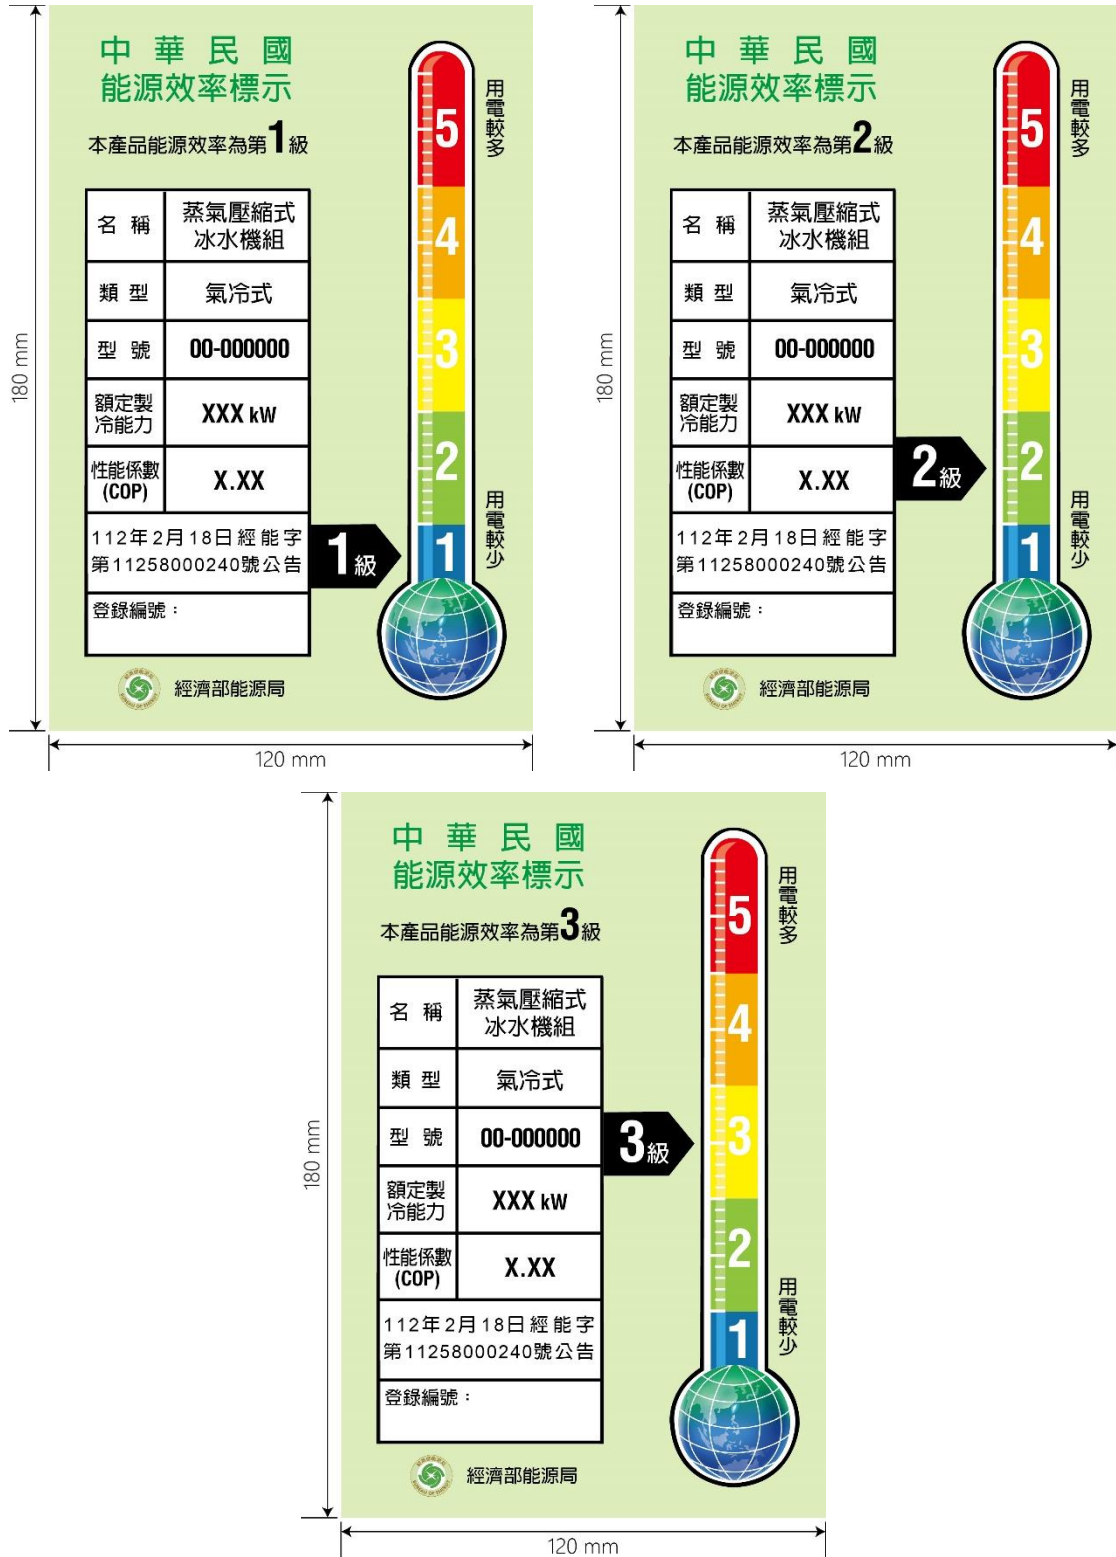 中華民國
能源效率標示
本產品能源效率為第1級
名稱 蒸氣壓縮式
冰水機組
類型 氣冷式
型號 00-000000
額定製
冷能力 XXX kW
性能係數
(COP) X.XX
112年2月18日經能字
第11258000240號公告
登錄編號：
經濟部能源局
1級
用電較多
5
4
3
2
1
用電較少
180 mm
120 mm
中華民國
能源效率標示
本產品能源效率為第2級
名稱 蒸氣壓縮式
冰水機組
類型 氣冷式
型號 00-000000
額定製
冷能力 XXX kW
性能係數
(COP) X.XX
112年2月18日經能字
第11258000240號公告
登錄編號：
經濟部能源局
2級
用電較多
5
4
3
2
1
用電較少
180 mm
120 mm
中華民國
能源效率標示
本產品能源效率為第3級
名稱 蒸氣壓縮式
冰水機組
類型 氣冷式
型號 00-000000
額定製
冷能力 XXX kW
性能係數
(COP) X.XX
112年2月18日經能字
第11258000240號公告
登錄編號：
經濟部能源局
3級
用電較多
5
4
3
2
1
用電較少
180 mm
120 mm